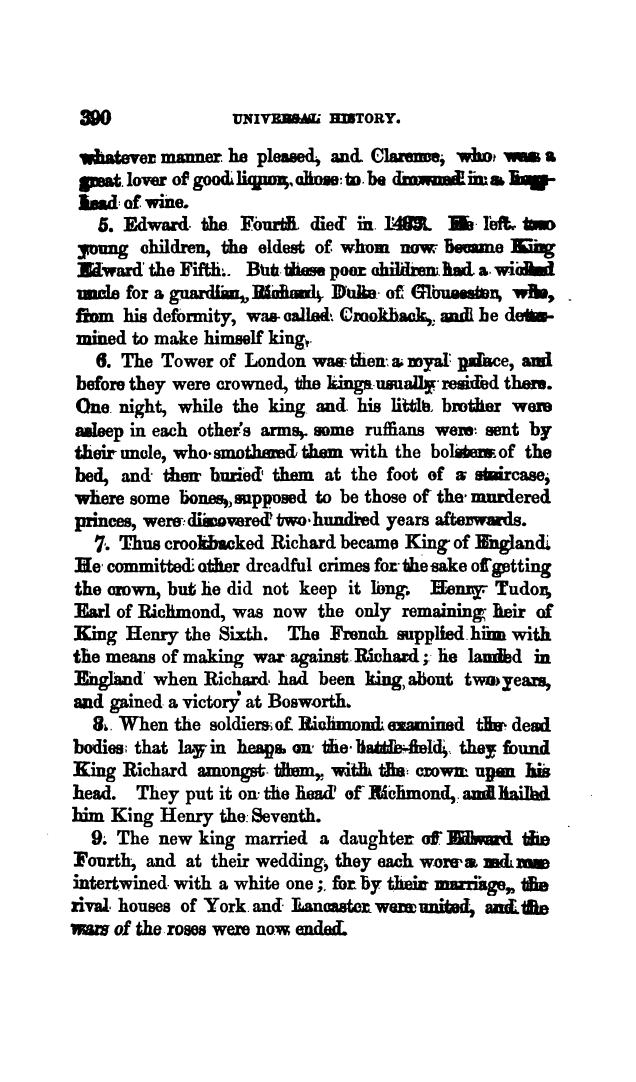 390 UNIVERSAL HISTORY.
whatever manner he pleased, and Clarence, who was a
great lover of good liquor, chose to be drowned in a hogs-
head of wine.
5. Edward the Fourth died in 1483. He left two
young children, the eldest of whom now became King
Edward the Fifth. But these poor children had a wicked
uncle for a guardian, Richard, Duke of Gloucester, who,
from his deformity, was called Crookback, and he deter-
mined to make himself king.
6. The Tower of London was then a royal palace, and
before they were crowned, the kings usually resided there.
One night, while the king and his little brother were
asleep in each other's arms, some ruffians were sent by
their uncle, who smothered them with the bolsters of the
bed, and then buried them at the foot of a staircase,
where some bones, supposed to be those of the murdered
princes, were discovered two hundred years afterwards.
7. Thus crookbacked Richard became King of England.
He committed other dreadful crimes for the sake of getting
the crown, but he did not keep it long. Henry Tudor,
Earl of Richmond, was now the only remaining heir of
King Henry the Sixth. The French supplied him with
the means of making war against Richard; he landed in
England when Richard had been king about two years,
and gained a victory at Bosworth.
8. When the soldiers of Richmond examined the dead
bodies that lay in heaps on the battle-field, they found
King Richard amongst them, with the crown upon his
head. They put it on the head of Richmond, and hailed
him King Henry the Seventh.
9. The new king married a daughter of Edward the
Fourth, and at their wedding, they each wore a red rose
intertwined with a white one; for by their marriage, the
rival houses of York and Lancaster were united, and the
wars of the roses were now ended.